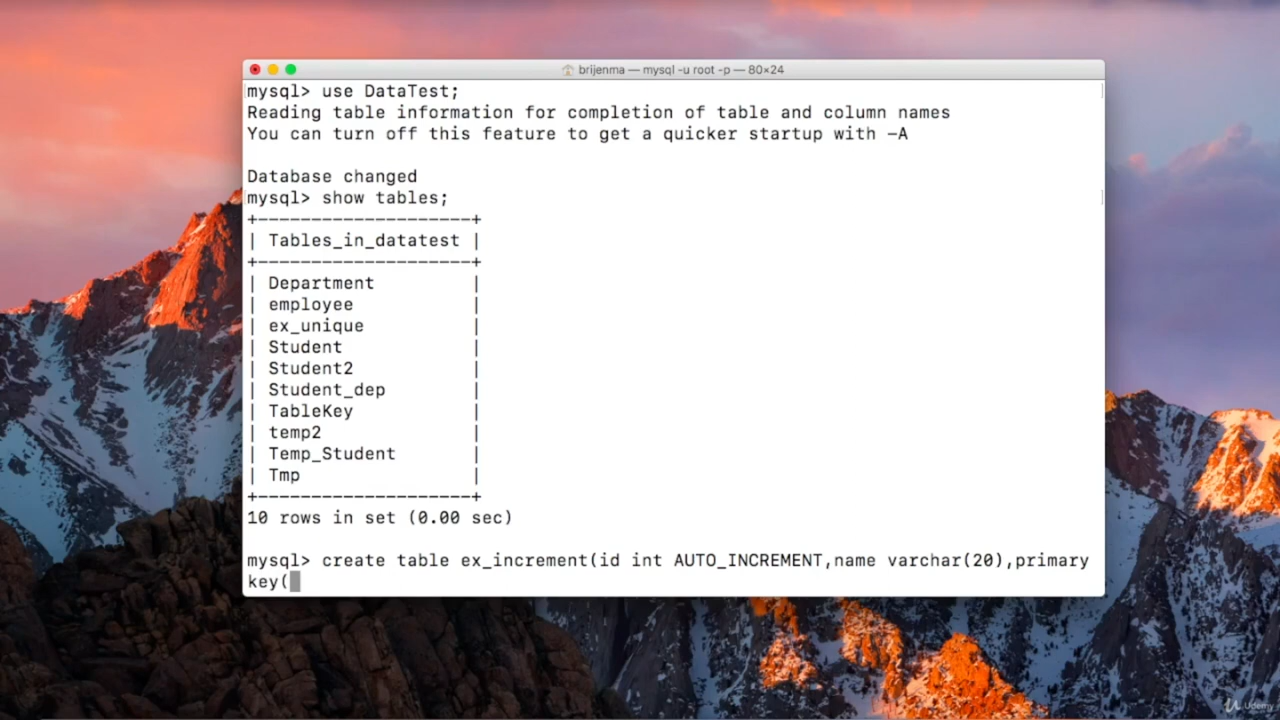 brijenma — mysql -u root -p — 80×24
mysql> use DataTest;
Reading table information for completion of table and column names
You can turn off this feature to get a quicker startup with -A
Database changed
mysql> show tables;
+--------------------+
| Tables_in_datatest |
+--------------------+
| Department         |
| employee           |
| ex_unique          |
| Student            |
| Student2           |
| Student_dep        |
| TableKey           |
| temp2              |
| Temp_Student       |
| Tmp                |
+--------------------+
10 rows in set (0.00 sec)
mysql> create table ex_increment(id int AUTO_INCREMENT,name varchar(20),primary
key(
Udemy